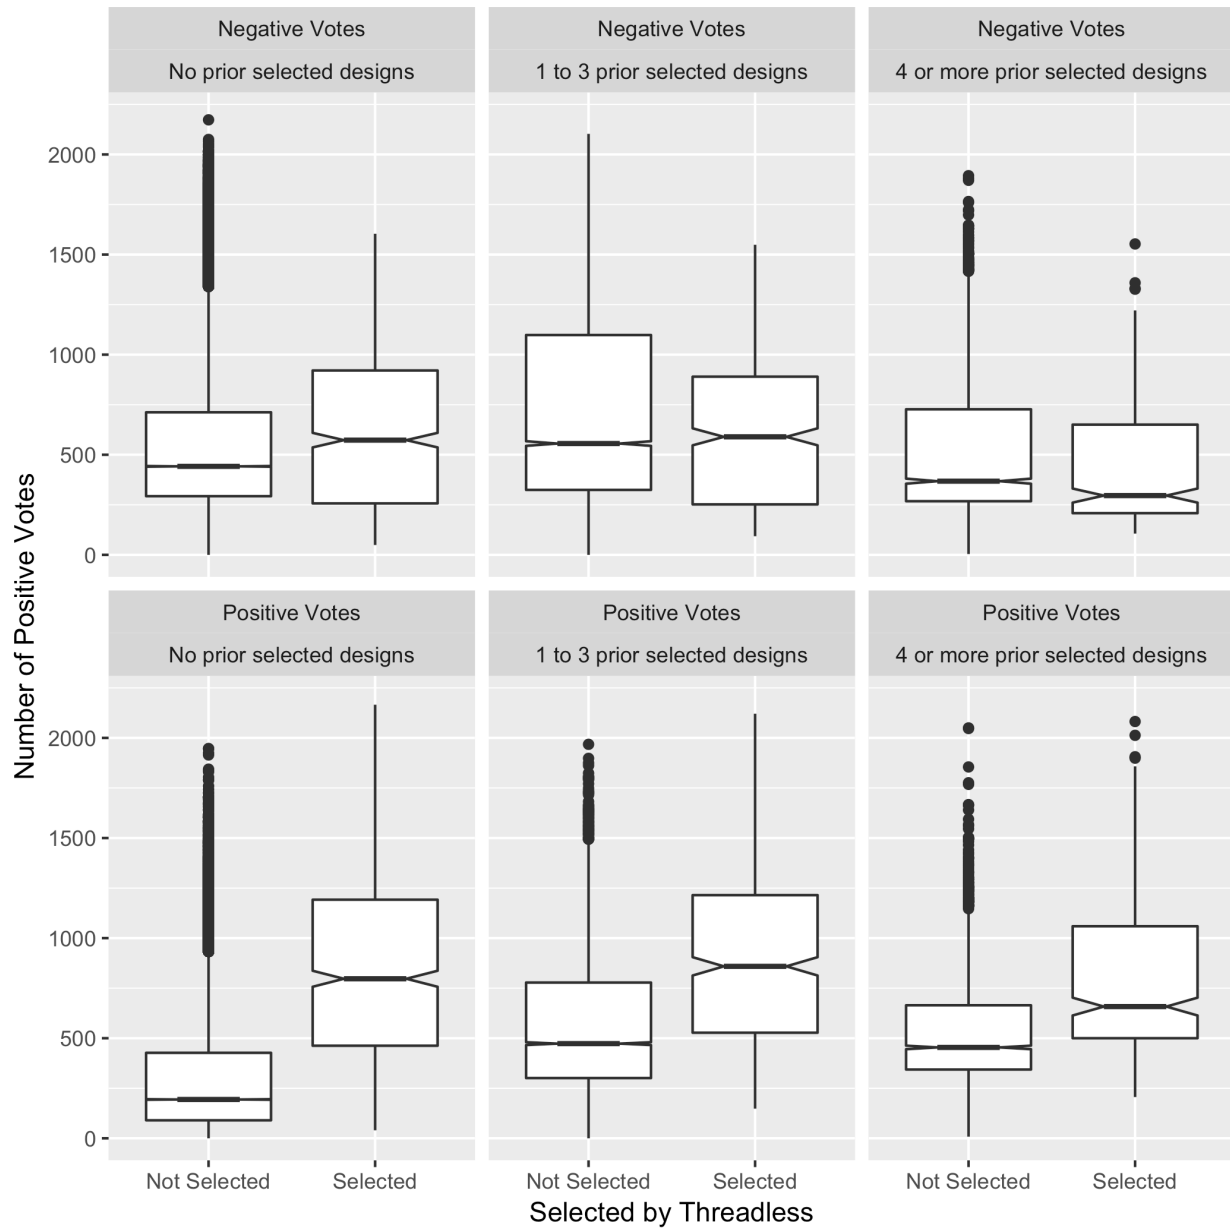 Negative Votes
Negative Votes
Negative Votes
No prior selected designs
1 to 3 prior selected designs
4 or more prior selected designs
2000
1500
1000
500
0
Number of Positive Votes
Positive Votes
Positive Votes
Positive Votes
No prior selected designs
1 to 3 prior selected designs
4 or more prior selected designs
2000
1500
1000
500
0
Not Selected
Selected
Not Selected
Selected
Not Selected
Selected
Selected by Threadless